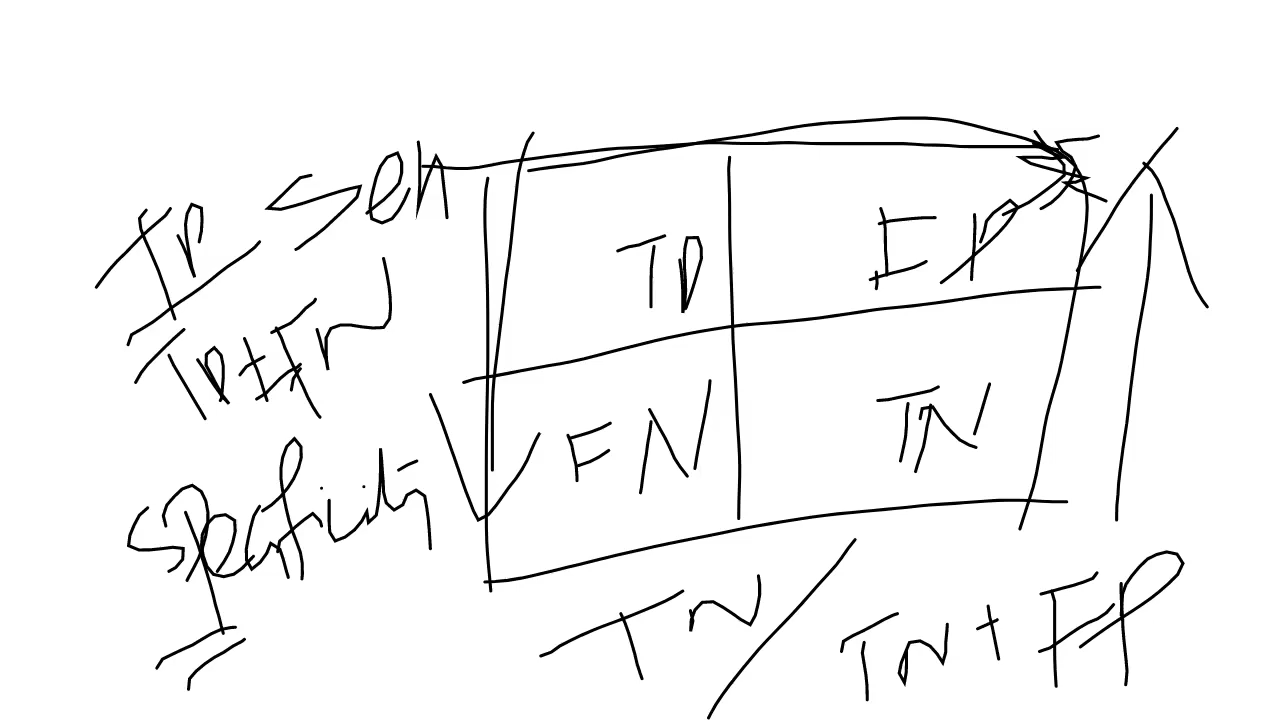 Sen
TP
TP+FN
TP FP
FN TN
specificity
=
TN/
TN+FP